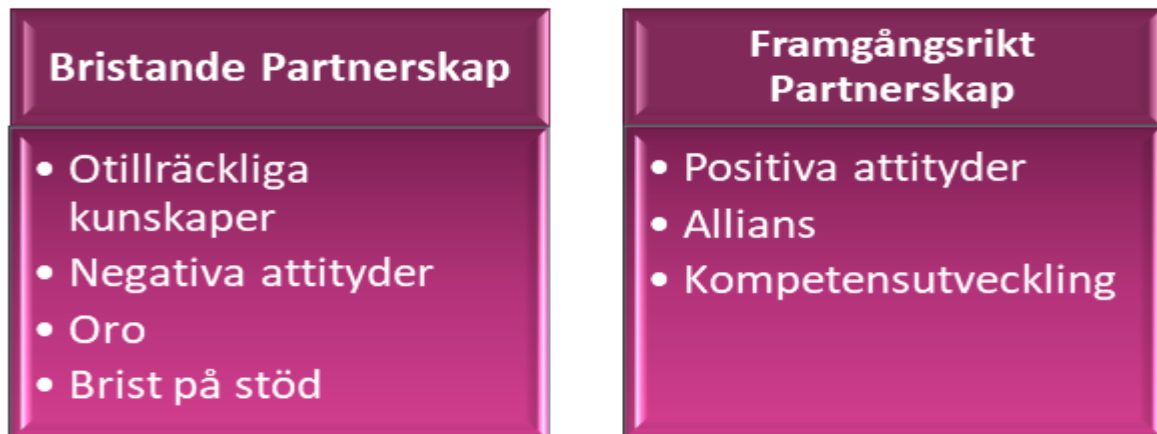 Bristande Partnerskap
• Otillräckliga
kunskaper
• Negativa attityder
• Oro
• Brist på stöd
Framgångsrikt
Partnerskap
• Positiva attityder
• Allians
• Kompetensutveckling